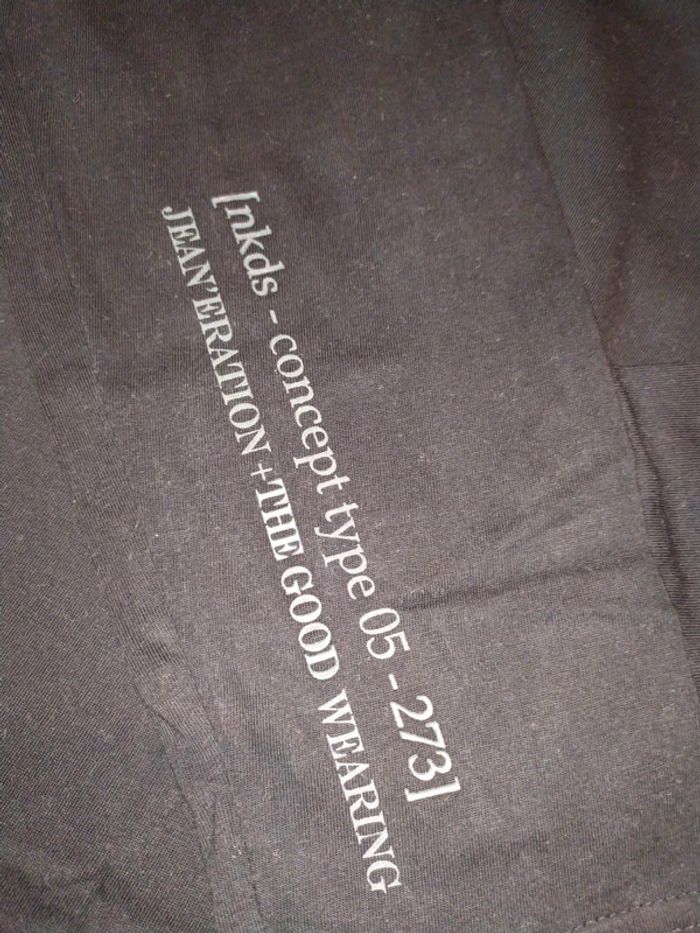 [nkds - concept type 05 - 273]
JEAN'ERATION +THE GOOD WEARING